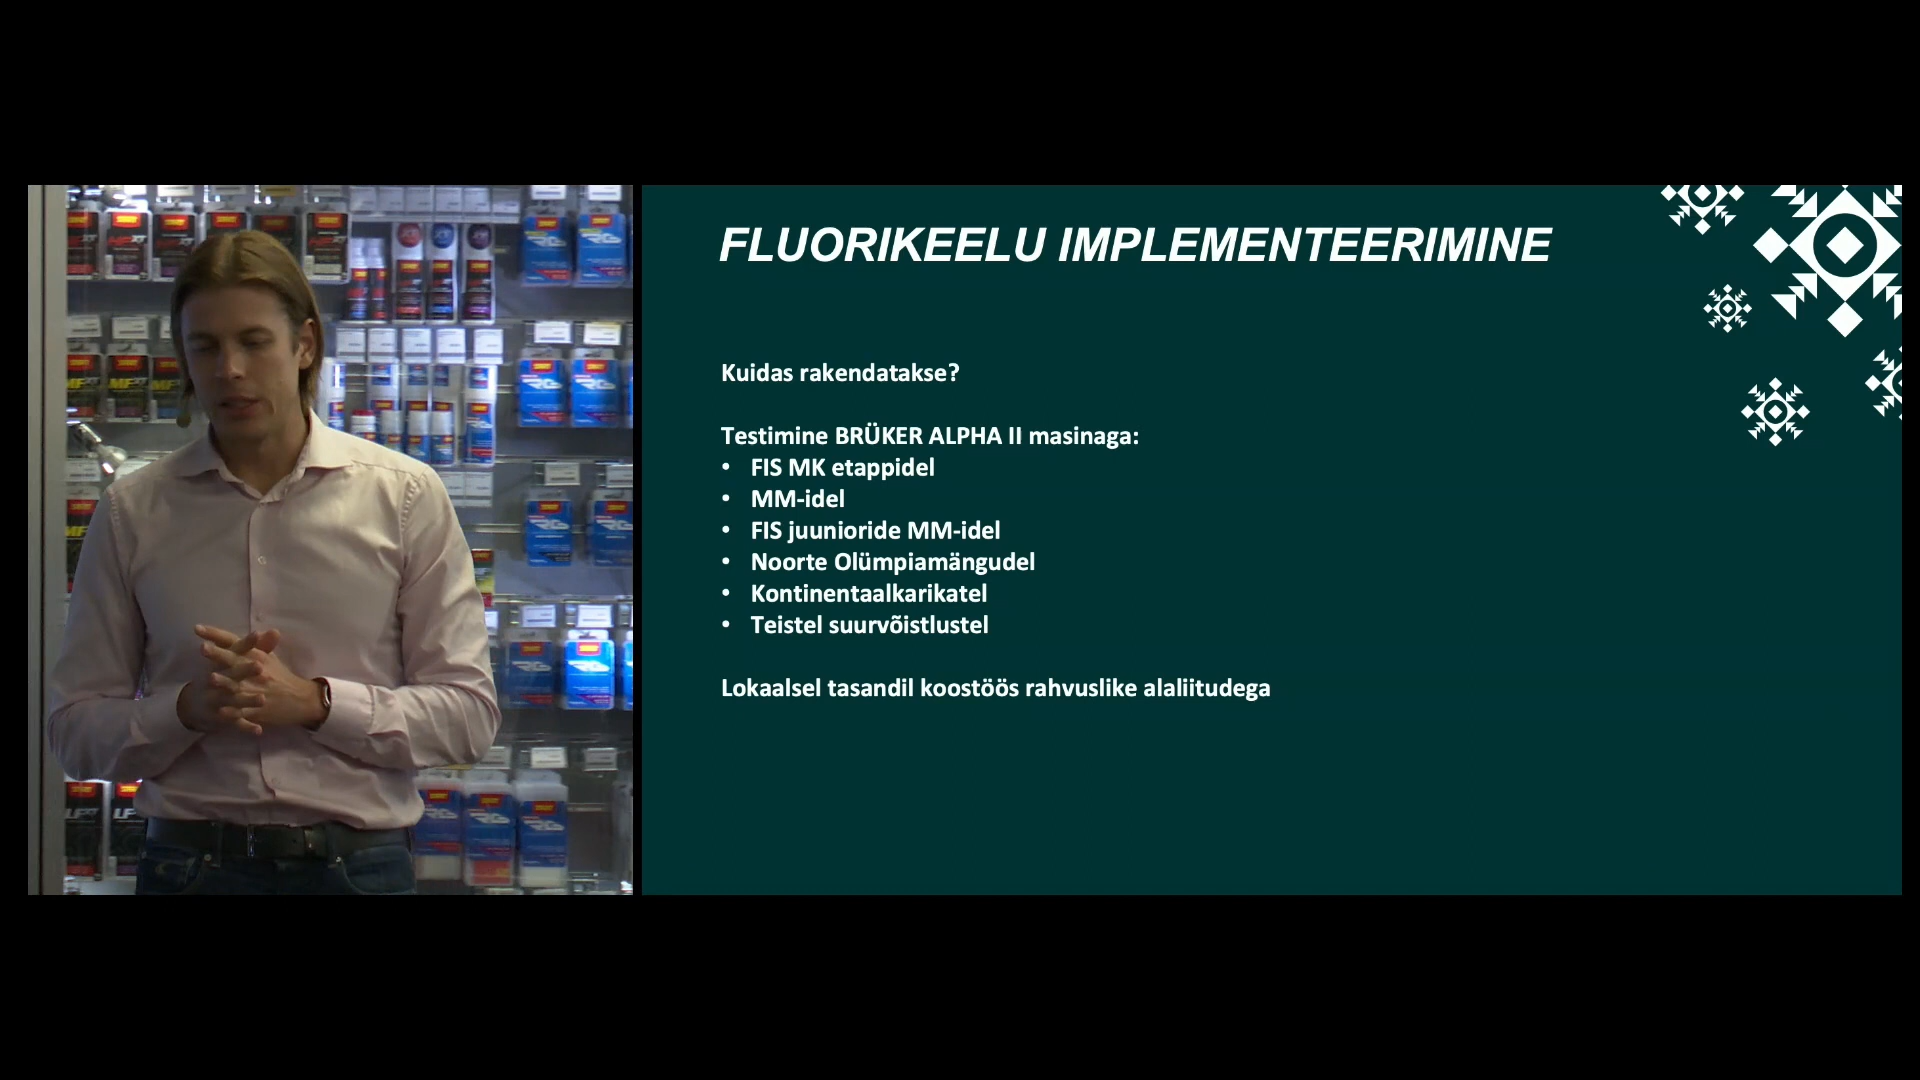 FLUORIKEELU IMPLEMENTEERIMINE
Kuidas rakendatakse?
Testimine BRÜKER ALPHA II masinaga:
• FIS MK etappidel
• MM-idel
• FIS juunioride MM-idel
• Noorte Olümpiamängudel
• Kontinentaalkarikatel
• Teistel suurvõistlustel
Lokaalsel tasandil koostöös rahvuslike alaliitudega